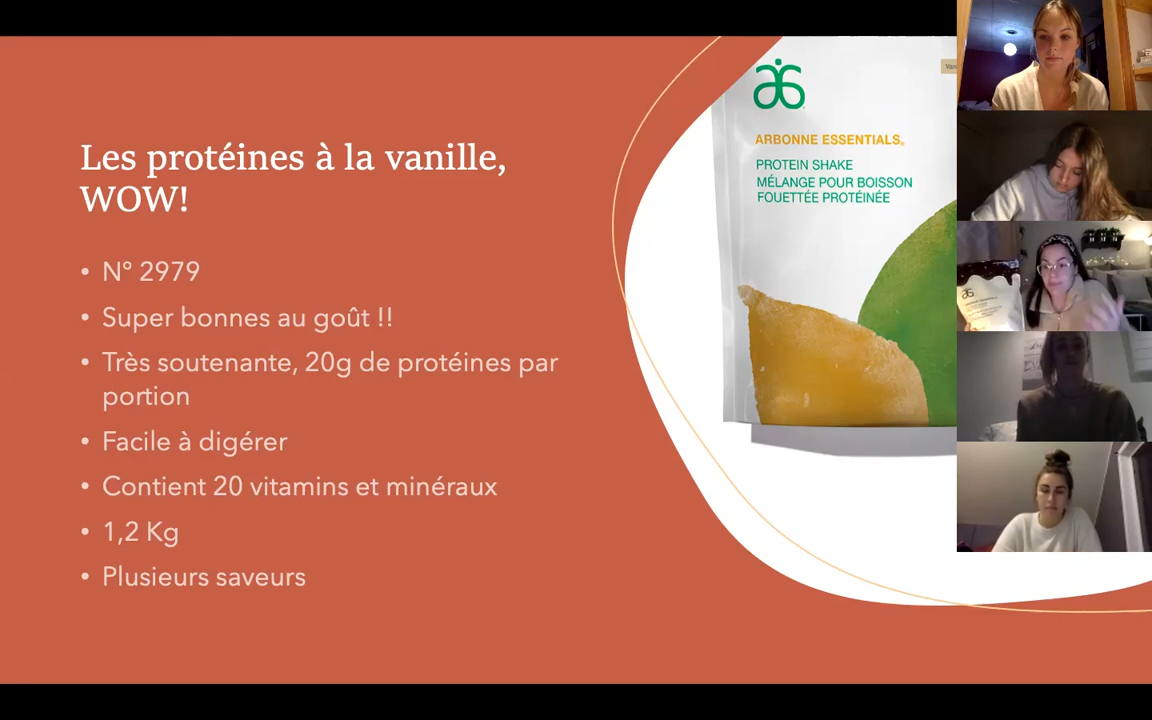 Les protéines à la vanille,
WOW!
• N° 2979
• Super bonnes au goût !!
• Très soutenante, 20g de protéines par
portion
• Facile à digérer
• Contient 20 vitamins et minéraux
• 1,2 Kg
• Plusieurs saveurs
ARBONNE ESSENTIALS®
PROTEIN SHAKE
MÉLANGE POUR BOISSON
FOUETTÉE PROTÉINÉE